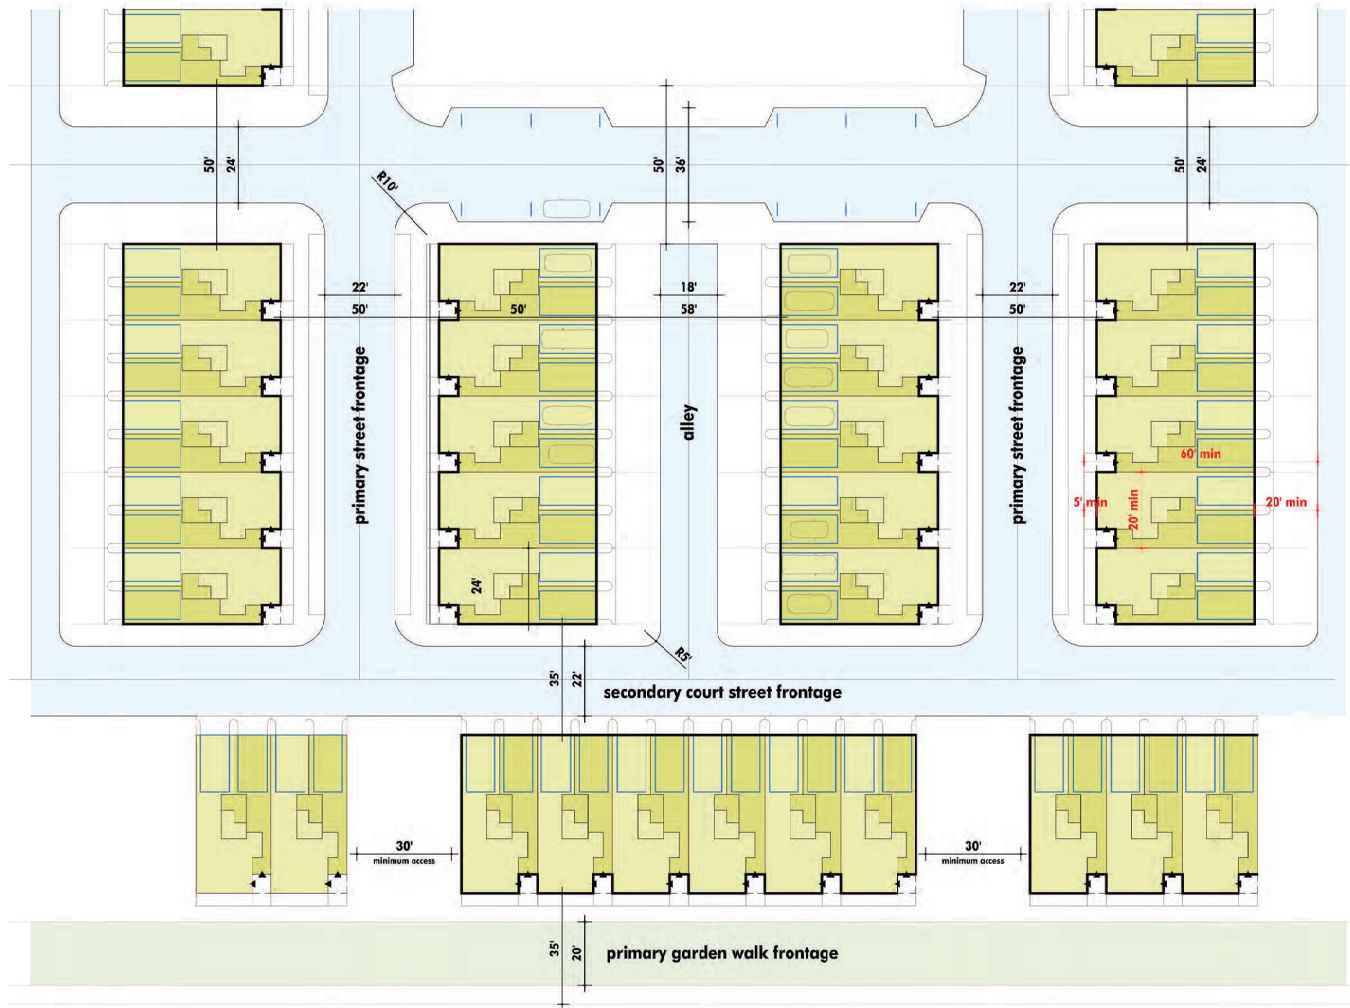 50'
24'
R10'
50'
36'
50'
24'
22'
50'
50'
18'
58'
22'
50'
primary street frontage
alley
primary street frontage
60' min
5' min
20' min
20' min
24'
R5'
35'
22'
secondary court street frontage
30'
minimum access
30'
minimum access
35'
20'
primary garden walk frontage